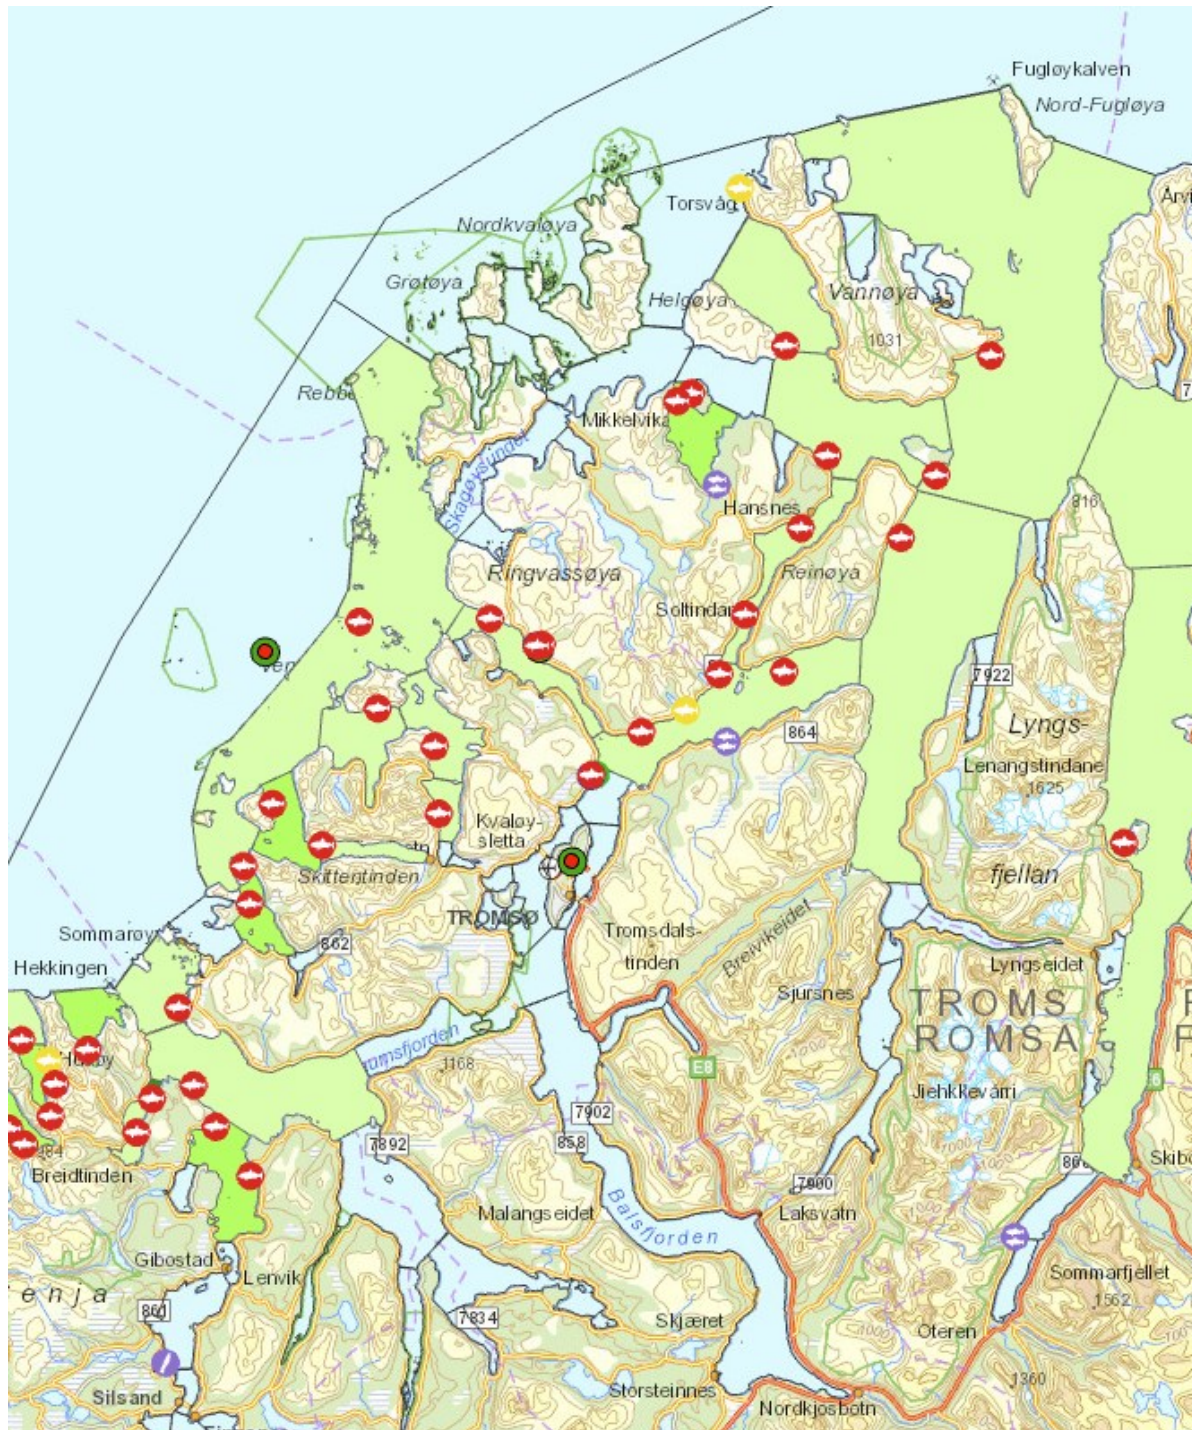 Fugløykalven
Nord-Fugløya
Torsvåg
Nordkvaløya
Grøtøya
Helgøya
Vannøya
1031
Mikkelvika
Skagøysundet
Hansnes
816
Ringvassøya
Reinøya
Soltindan
7922
864
Lyngs-
Lenangstindane
1625
Kvaløy-
sletta
fjellan
Skittentinden
TROMSØ
Tromsdals-
tinden
Breivikeidet
Sommarøy
862
Hekkingen
Lyngseidet
Sjursnes
TROMS
ROMSA
1168
E8
1000
Jiehkkevárri
7902
7892
858
Breidtinden
7900
Laksvatn
Malangseidet
Balsfjorden
Gibostad
Lenvik
enja
861
7834
Skjæret
Sommarfjellet
1562
Oteren
1000
Silsand
Storsteinnes
1360
Nordkjosbotn